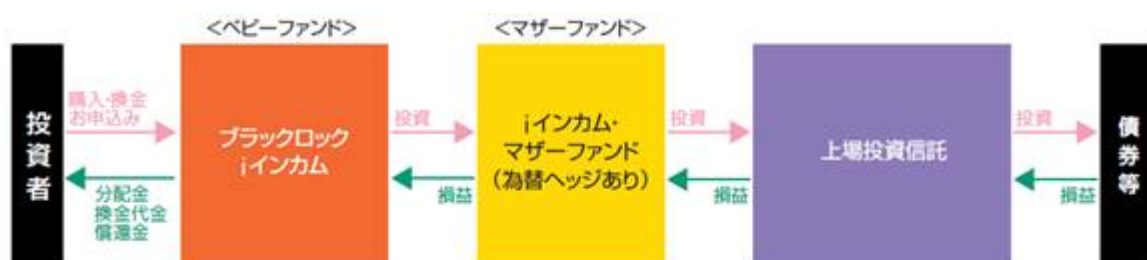 <ベビーファンド>
<マザーファンド>
投資者
購入・換金
お申込み
分配金
換金代金
償還金
ブラックロック
iインカム
投資
損益
iインカム・
マザーファンド
(為替ヘッジあり)
投資
損益
上場投資信託
投資
損益
債券等